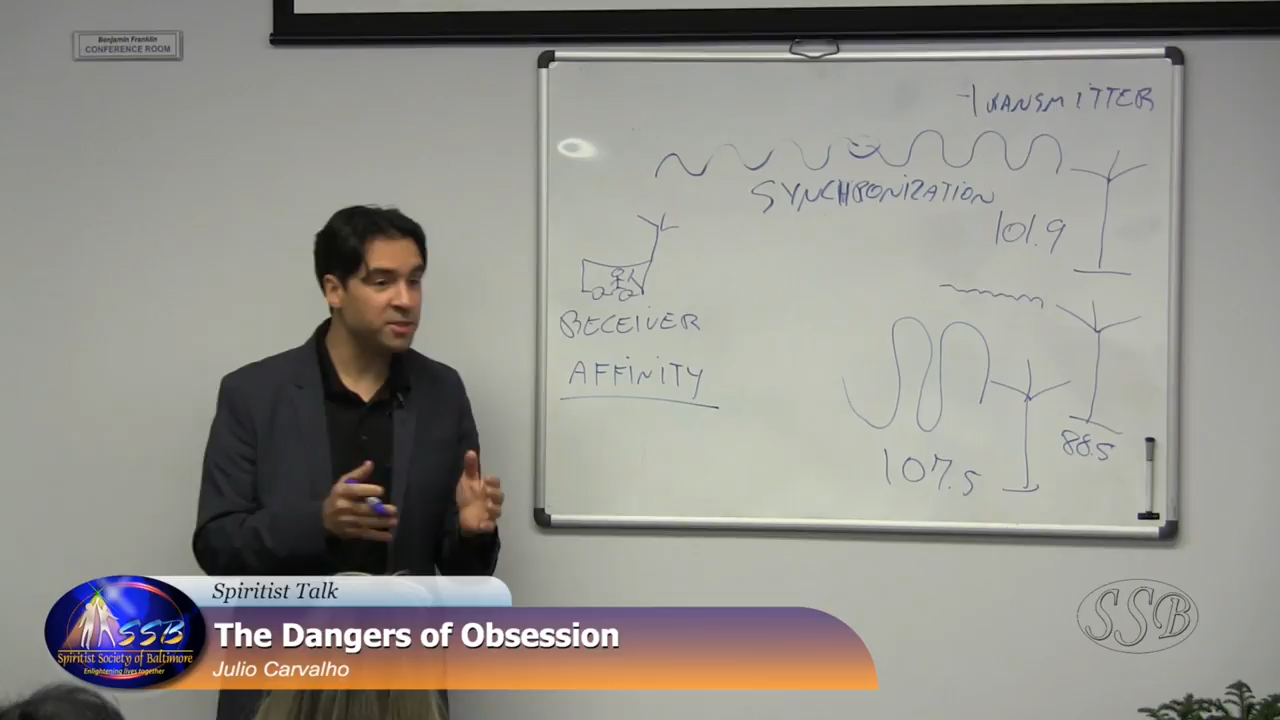 Benjamin Franklin
CONFERENCE ROOM
TRANSMITTER
SYNCHRONIZATION
101.9
RECEIVER
AFFINITY
88.5
107.5
SSB
Spiritist Talk
The Dangers of Obsession
Julio Carvalho
SSB
Spiritist Society of Baltimore
Enlightening lives together